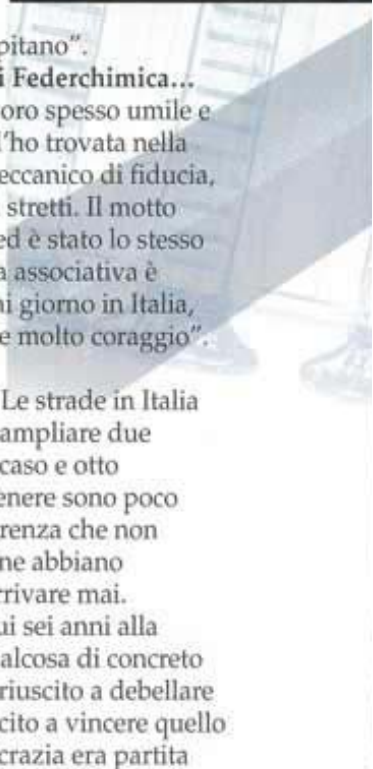 pitano”.
i Federchimica...
oro spesso umile e
l’ho trovata nella
eccanico di fiducia,
stretti. Il motto
ed è stato lo stesso
a associativa è
ai giorno in Italia,
e molto coraggio”.
Le strade in Italia
ampliare due
caso e otto
enere sono poco
renza che non
ne abbiano
rrivare mai.
ui sei anni alla
alcosa di concreto
riuscito a debellare
cito a vincere quello
crazia era partita